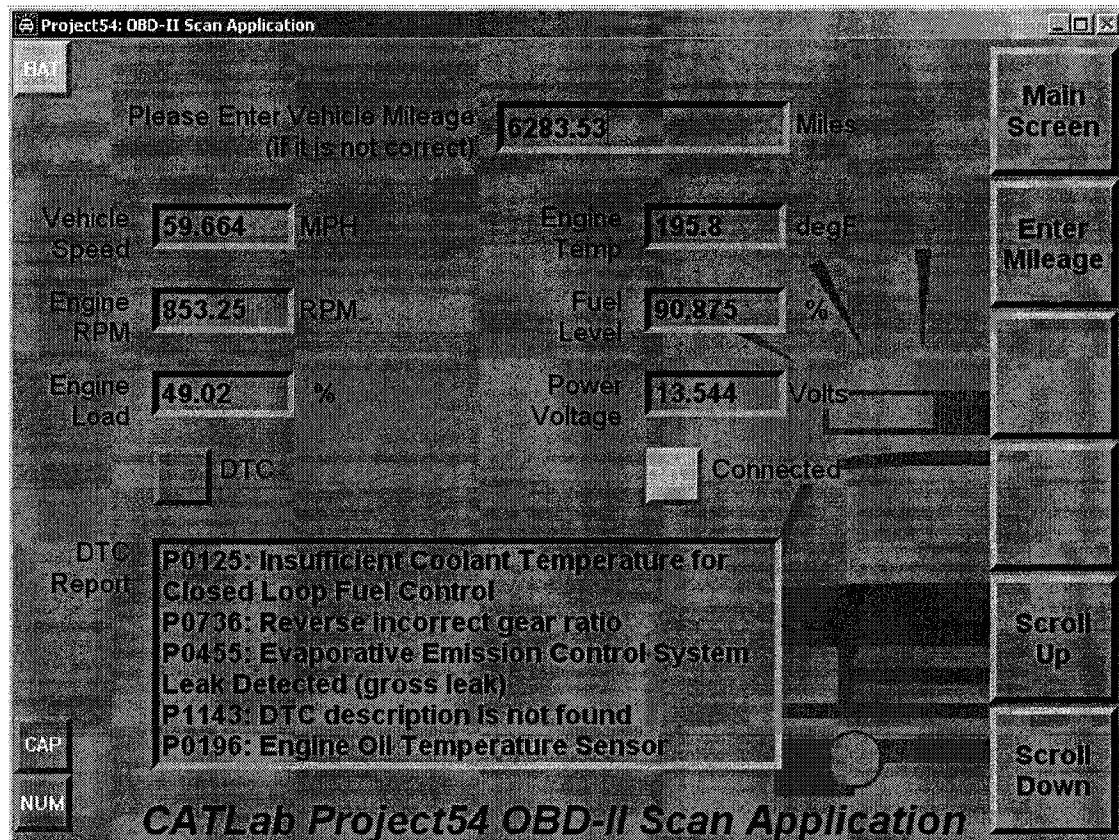 Project54: OBD-II Scan Application
BAT
Please Enter Vehicle Mileage
(if it is not correct)
6283.53
Miles
Main
Screen
Vehicle
Speed
59.664
MPH
Engine
Temp
195.8
degF
Enter
Mileage
Engine
RPM
853.25
RPM
Fuel
Level
90.875
%
Engine
Load
49.02
%
Power
Voltage
13.544
Volts
DTC
Connected
DTC
Report
P0125: Insufficient Coolant Temperature for
Closed Loop Fuel Control
P0736: Reverse incorrect gear ratio
P0455: Evaporative Emission Control System
Leak Detected (gross leak)
P1143: DTC description is not found
P0196: Engine Oil Temperature Sensor
Scroll
Up
Scroll
Down
CAP
NUM
CATLab Project54 OBD-II Scan Application